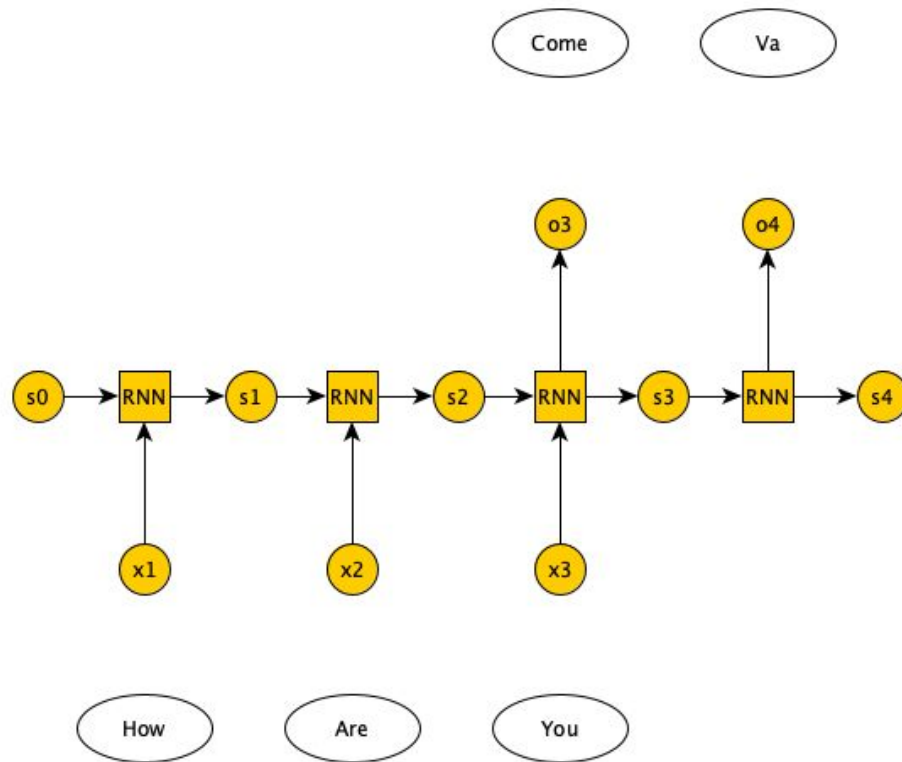 Come Va
o3 o4
s0 RNN s1 RNN s2 RNN s3 RNN s4
x1 x2 x3
How Are You